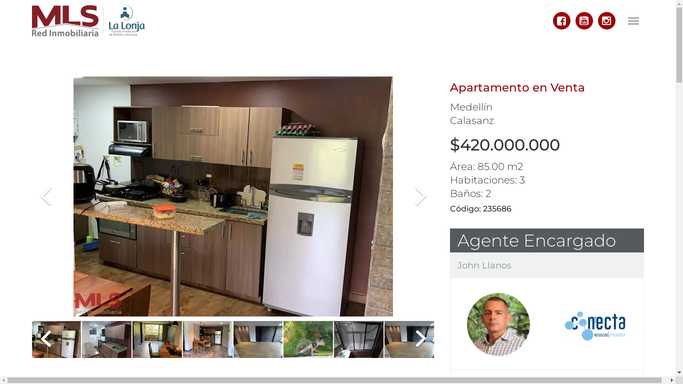 MLS
Red Inmobiliaria
La Lonja
Apartamento en Venta
Medellín
Calasanz
$420.000.000
Área: 85.00 m2
Habitaciones: 3
Baños: 2
Código: 235686
Agente Encargado
John Llanos
MLS
conecta